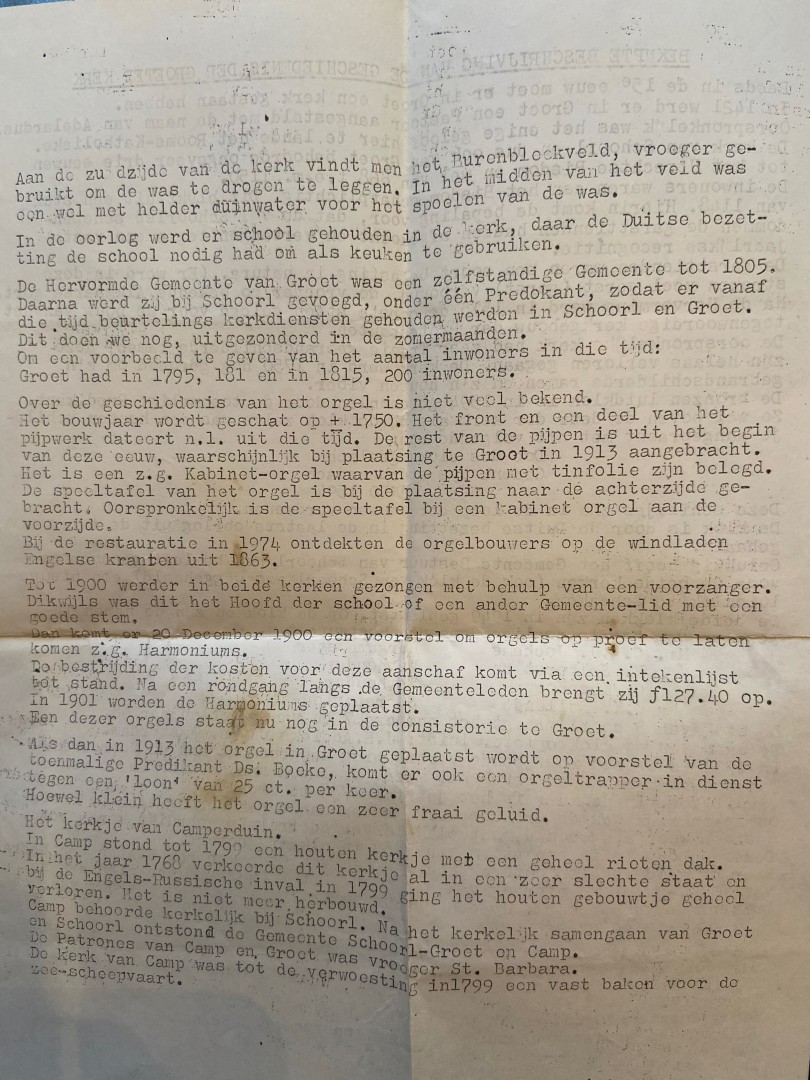 Aan de zu dzijde van de kerk vindt men het Burenbleekveld, vroeger ge-
bruikt om de was te drogen te leggen. In het midden van het veld was
een wel met helder duinwater voor het spoelen van de was.
In de oorlog werd er school gehouden in de kerk, daar de Duitse bezet-
ting de school nodig had om als keuken te gebruiken.
De Hervormde Gemeente van Groet was een zelfstandige Gemeente tot 1805.
Daarna werd zij bij Schoorl gevoegd, onder één Predekant, zodat er vanaf
die tijd beurtelings kerkdiensten gehouden werden in Schoorl en Groet.
Dit doen we nog, uitgezonderd in de zomermaanden.
Om een voorbeeld te geven van het aantal inwoners in die tijd:
Groet had in 1795, 181 en in 1815, 200 inwoners.
Over de geschiedenis van het orgel is niet veel bekend.
Het bouwjaar wordt geschat op + 1750. Het front en een deel van het
pijpwerk dateert n.l. uit die tijd. De rest van de pijpen is uit het begin
van deze eeuw, waarschijnlijk bij plaatsing te Groet in 1913 aangebracht.
Het is een z.g. Kabinet-orgel waarvan de pijpen met tinfolie zijn belegd.
De speeltafel van het orgel is bij de plaatsing naar de achterzijde ge-
bracht. Oorspronkelijk is de speeltafel bij een kabinet orgel aan de
voorzijde.
Bij de restauratie in 1974 ontdekten de orgelbouwers op de windladen
Engelse kranten uit 1863.
Tot 1900 werden in beide kerken gezongen met behulp van een voorzanger.
Dikwijls was dit het Hoofd der school of een ander Gemeente-lid met een
goede stem.
Dan komt er 20 December 1900 een voorstel om orgels op proef te laten
komen z.g. Harmoniums.
De bestrijding der kosten voor deze aanschaf komt via een intekenlijst
tot stand. Na een rondgang langs de Gemeenteleden brengt zij ƒ127.40 op.
In 1901 worden de Harmoniums geplaatst.
Een dezer orgels staat nu nog in de consistorie te Groet.
Als dan in 1913 het orgel in Groet geplaatst wordt op voorstel van de
toenmalige Predikant Ds. Boeke, komt er ook een orgeltrapper in dienst
tegen een 'loon' van 25 ct. per keer.
Hoewel klein heeft het orgel een zeer fraai geluid.
Het kerkje van Camperduin.
In Camp stond tot 1799 een houten kerkje met een geheel rieten dak.
In het jaar 1768 verkeerde dit kerkje al in een zeer slechte staat en
bij de Engels-Russische inval in 1799 ging het houten gebouwtje geheel
verloren. Het is niet meer herbouwd.
Camp behoorde kerkelijk bij Schoorl. Na het kerkelijk samengaan van Groet
en Schoorl ontstond de Gemeente Schoorl-Groet en Camp.
De Patrones van Camp en Groet was vroeger St. Barbara.
De kerk van Camp was tot de verwoesting in1799 een vast baken voor de
zee-scheepvaart.